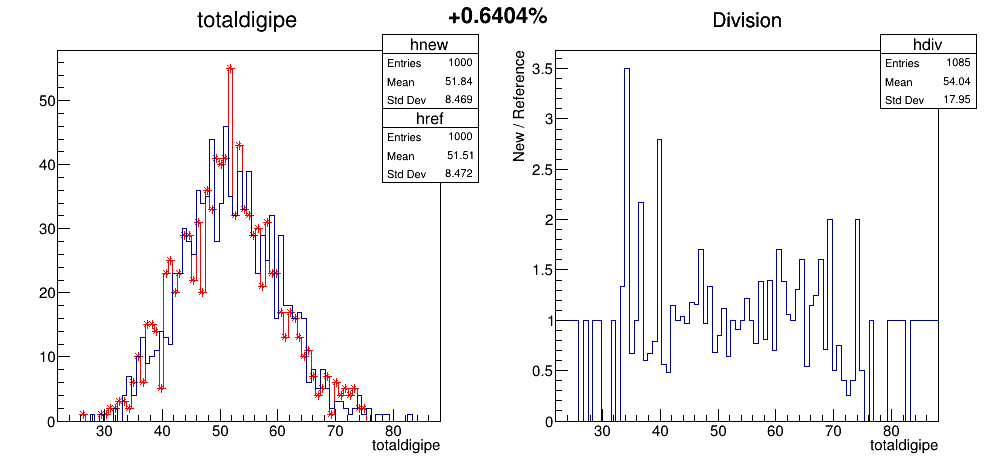 +0.6404%
totaldigipe
hnew
Entries 1000
Mean 51.84
Std Dev 8.469
href
Entries 1000
Mean 51.51
Std Dev 8.472
50
40
30
20
10
0
30 40 50 60 70 80
totaldigipe
Division
hdiv
Entries 1085
Mean 54.04
Std Dev 17.95
New / Reference
3.5
3
2.5
2
1.5
1
0.5
0
30 40 50 60 70 80
totaldigipe